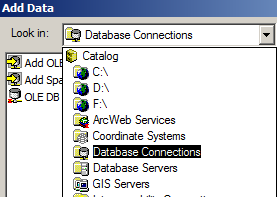 Add Data
Look in: Database Connections
Catalog
Add OLE C:\
Add Spa D:\
OLE DB F:\
ArcWeb Services
Coordinate Systems
Database Connections
Database Servers
GIS Servers